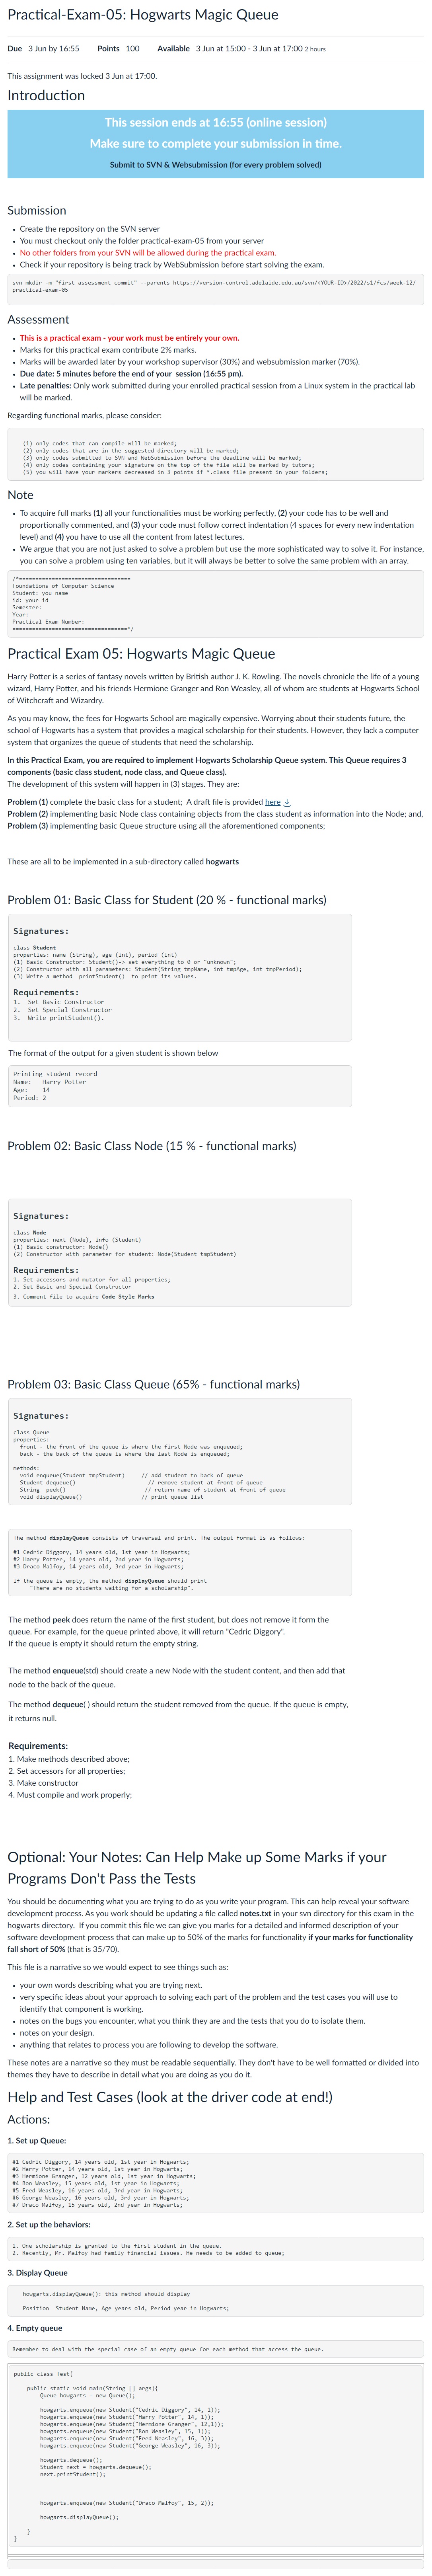 Practical-Exam-05: Hogwarts Magic Queue
Due 3 Jun by 16:55 Points 100 Available 3 Jun at 15:00 - 3 Jun at 17:00 2 hours
This assignment was locked 3 Jun at 17:00.
Introduction
This session ends at 16:55 (online session)
Make sure to complete your submission in time.
Submit to SVN & Websubmission (for every problem solved)
Submission
• Create the repository on the SVN server
• You must checkout only the folder practical-exam-05 from your server
• No other folders from your SVN will be allowed during the practical exam.
• Check if your repository is being track by WebSubmission before start solving the exam.
svn mkdir -m "first assessment commit" --parents https://version-control.adelaide.edu.au/svn/<YOUR-ID>/2022/s1/fcs/week-12/
practical-exam-05
Assessment
• This is a practical exam - your work must be entirely your own.
• Marks for this practical exam contribute 2% marks.
• Marks will be awarded later by your workshop supervisor (30%) and websubmission marker (70%).
• Due date: 5 minutes before the end of your session (16:55 pm).
• Late penalties: Only work submitted during your enrolled practical session from a Linux system in the practical lab
will be marked.
Regarding functional marks, please consider:
(1) only codes that can compile will be marked;
(2) only codes that are in the suggested directory will be marked;
(3) only codes submitted to SVN and WebSubmission before the deadline will be marked;
(4) only codes containing your signature on the top of the file will be marked by tutors;
(5) you will have your markers decreased in 3 points if *.class file present in your folders;
Note
• To acquire full marks (1) all your functionalities must be working perfectly, (2) your code has to be well and
proportionally commented, and (3) your code must follow correct indentation (4 spaces for every new indentation
level) and (4) you have to use all the content from latest lectures.
• We argue that you are not just asked to solve a problem but use the more sophisticated way to solve it. For instance,
you can solve a problem using ten variables, but it will always be better to solve the same problem with an array.
/*==================================
Foundations of Computer Science
Student: you name
id: your id
Semester:
Year:
Practical Exam Number:
===================================*/
Practical Exam 05: Hogwarts Magic Queue
Harry Potter is a series of fantasy novels written by British author J. K. Rowling. The novels chronicle the life of a young
wizard, Harry Potter, and his friends Hermione Granger and Ron Weasley, all of whom are students at Hogwarts School
of Witchcraft and Wizardry.
As you may know, the fees for Hogwarts School are magically expensive. Worrying about their students future, the
school of Hogwarts has a system that provides a magical scholarship for their students. However, they lack a computer
system that organizes the queue of students that need the scholarship.
In this Practical Exam, you are required to implement Hogwarts Scholarship Queue system. This Queue requires 3
components (basic class student, node class, and Queue class).
The development of this system will happen in (3) stages. They are:
Problem (1) complete the basic class for a student; A draft file is provided here ↓
Problem (2) implementing basic Node class containing objects from the class student as information into the Node; and,
Problem (3) implementing basic Queue structure using all the aforementioned components;
These are all to be implemented in a sub-directory called hogwarts
Problem 01: Basic Class for Student (20 % - functional marks)
Signatures:
class Student
properties: name (String), age (int), period (int)
(1) Basic Constructor: Student()-> set everything to 0 or "unknown";
(2) Constructor with all parameters: Student(String tmpName, int tmpAge, int tmpPeriod);
(3) Write a method printStudent() to print its values.
Requirements:
1. Set Basic Constructor
2. Set Special Constructor
3. Write printStudent().
The format of the output for a given student is shown below
Printing student record
Name: Harry Potter
Age: 14
Period: 2
Problem 02: Basic Class Node (15 % - functional marks)
Signatures:
class Node
properties: next (Node), info (Student)
(1) Basic constructor: Node()
(2) Constructor with parameter for student: Node(Student tmpStudent)
Requirements:
1. Set accessors and mutator for all properties;
2. Set Basic and Special Constructor
3. Comment file to acquire Code Style Marks
Problem 03: Basic Class Queue (65% - functional marks)
Signatures:
class Queue
properties:
front - the front of the queue is where the first Node was enqueued;
back - the back of the queue is where the last Node is enqueued;
methods:
void enqueue(Student tmpStudent) // add student to back of queue
Student dequeue() // remove student at front of queue
String peek() // return name of student at front of queue
void displayQueue() // print queue list
The method displayQueue consists of traversal and print. The output format is as follows:
#1 Cedric Diggory, 14 years old, 1st year in Hogwarts;
#2 Harry Potter, 14 years old, 2nd year in Hogwarts;
#3 Draco Malfoy, 14 years old, 3rd year in Hogwarts;
If the queue is empty, the method displayQueue should print
"There are no students waiting for a scholarship".
The method peek does return the name of the first student, but does not remove it form the
queue. For example, for the queue printed above, it will return "Cedric Diggory".
If the queue is empty it should return the empty string.
The method enqueue(std) should create a new Node with the student content, and then add that
node to the back of the queue.
The method dequeue( ) should return the student removed from the queue. If the queue is empty,
it returns null.
Requirements:
1. Make methods described above;
2. Set accessors for all properties;
3. Make constructor
4. Must compile and work properly;
Optional: Your Notes: Can Help Make up Some Marks if your
Programs Don't Pass the Tests
You should be documenting what you are trying to do as you write your program. This can help reveal your software
development process. As you work should be updating a file called notes.txt in your svn directory for this exam in the
hogwarts directory. If you commit this file we can give you marks for a detailed and informed description of your
software development process that can make up to 50% of the marks for functionality if your marks for functionality
fall short of 50% (that is 35/70).
This file is a narrative so we would expect to see things such as:
• your own words describing what you are trying next.
• very specific ideas about your approach to solving each part of the problem and the test cases you will use to
identify that component is working.
• notes on the bugs you encounter, what you think they are and the tests that you do to isolate them.
• notes on your design.
• anything that relates to process you are following to develop the software.
These notes are a narrative so they must be readable sequentially. They don't have to be well formatted or divided into
themes they have to describe in detail what you are doing as you do it.
Help and Test Cases (look at the driver code at end!)
Actions:
1. Set up Queue:
#1 Cedric Diggory, 14 years old, 1st year in Hogwarts;
#2 Harry Potter, 14 years old, 1st year in Hogwarts;
#3 Hermione Granger, 12 years old, 1st year in Hogwarts;
#4 Ron Weasley, 15 years old, 1st year in Hogwarts;
#5 Fred Weasley, 16 years old, 3rd year in Hogwarts;
#6 George Weasley, 16 years old, 3rd year in Hogwarts;
#7 Draco Malfoy, 15 years old, 2nd year in Hogwarts;
2. Set up the behaviors:
1. One scholarship is granted to the first student in the queue.
2. Recently, Mr. Malfoy had family financial issues. He needs to be added to queue;
3. Display Queue
howgarts.displayQueue(): this method should display
Position Student Name, Age years old, Period year in Hogwarts;
4. Empty queue
Remember to deal with the special case of an empty queue for each method that access the queue.
public class Test{
public static void main(String [] args){
Queue howgarts = new Queue();
howgarts.enqueue(new Student("Cedric Diggory", 14, 1));
howgarts.enqueue(new Student("Harry Potter", 14, 1));
howgarts.enqueue(new Student("Hermione Granger", 12,1));
howgarts.enqueue(new Student("Ron Weasley", 15, 1));
howgarts.enqueue(new Student("Fred Weasley", 16, 3));
howgarts.enqueue(new Student("George Weasley", 16, 3));
howgarts.dequeue();
Student next = howgarts.dequeue();
next.printStudent();
howgarts.enqueue(new Student("Draco Malfoy", 15, 2));
howgarts.displayQueue();
}
}